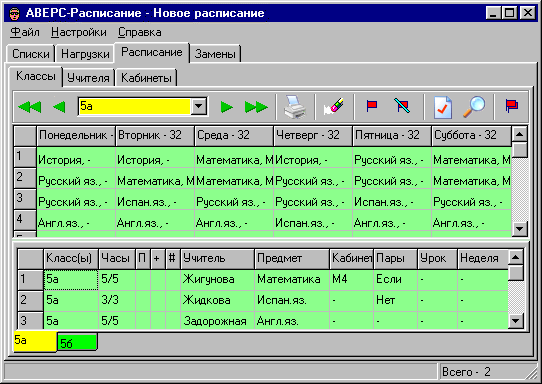 АВЕРС-Расписание - Новое расписание
Файл Настройки Справка
Списки Нагрузки Расписание Замены
Классы Учителя Кабинеты
5а
Понедельник - Вторник - 32 Среда - 32 Четверг - 32 Пятница - 32 Суббота - 32
1 История, - История, - Математика, М История, - Русский яз., - Математика, М
2 Русский яз., - Математика, М Математика, М Русский яз., - Русский яз., - Математика, М
3 Русский яз., - Испан.яз., - Русский яз., - Русский яз., - Испан.яз., - Русский яз., -
4 Англ.яз., - Англ.яз., - Англ.яз., - Испан.яз., - Англ.яз., - Англ.яз., -
Класс(ы) Часы П + # Учитель Предмет Кабинет Пары Урок Неделя
1 5а 5/5 Жигунова Математика М4 Если - -
2 5а 3/3 Жидкова Испан.яз. - Нет - -
3 5а 5/5 Задорожная Англ.яз. - - - -
5а 5б
Всего - 2